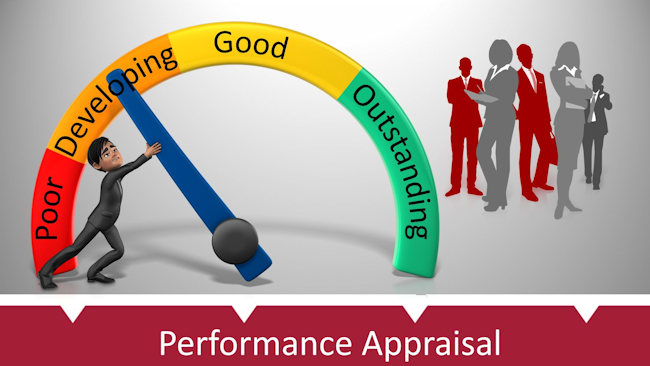 Poor
Developing
Good
Outstanding
Performance Appraisal